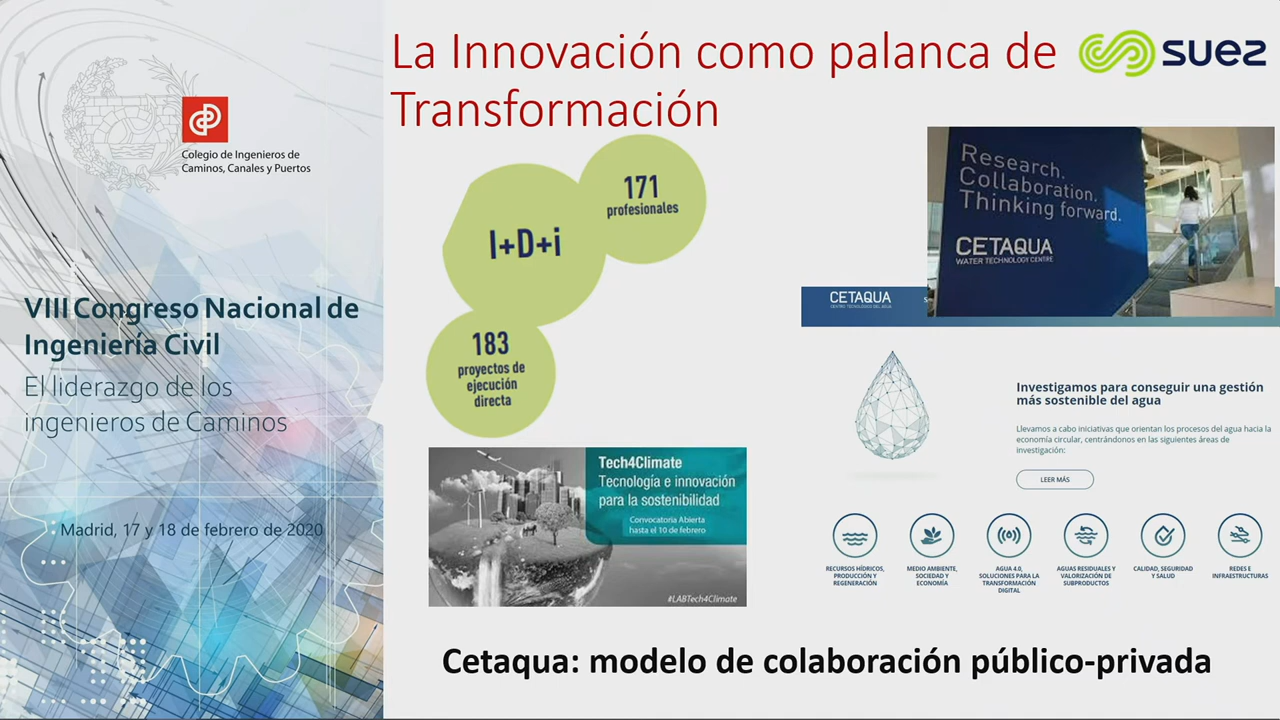 Colegio de Ingenieros de
Caminos, Canales y Puertos
VIII Congreso Nacional de
Ingeniería Civil
El liderazgo de los
ingenieros de Caminos
Madrid, 17 y 18 de febrero de 2020
La Innovación como palanca de
Transformación
suez
171
profesionales
I+D+i
183
proyectos de
ejecución
directa
Research.
Collaboration.
Thinking forward.
CETAQUA
WATER TECHNOLOGY CENTRE
CETAQUA
CENTRO TECNOLÓGICO DEL AGUA
Investigamos para conseguir una gestión
más sostenible del agua
Llevamos a cabo iniciativas que orientan los procesos del agua hacia la
economía circular, centrándonos en las siguientes áreas de
investigación:
LEER MÁS
RECURSOS HÍDRICOS,
PRODUCCIÓN Y
REGENERACIÓN
MEDIO AMBIENTE,
SOCIEDAD Y
ECONOMÍA
AGUA 4.0,
SOLUCIONES PARA LA
TRANSFORMACIÓN
DIGITAL
AGUAS RESIDUALES Y
VALORIZACIÓN DE
SUBPRODUCTOS
CALIDAD, SEGURIDAD
Y SALUD
REDES E
INFRAESTRUCTURAS
Tech4Climate
Tecnología e innovación
para la sostenibilidad
Convocatoria Abierta
hasta el 10 de febrero
#LABTech4Climate
Cetaqua: modelo de colaboración público-privada